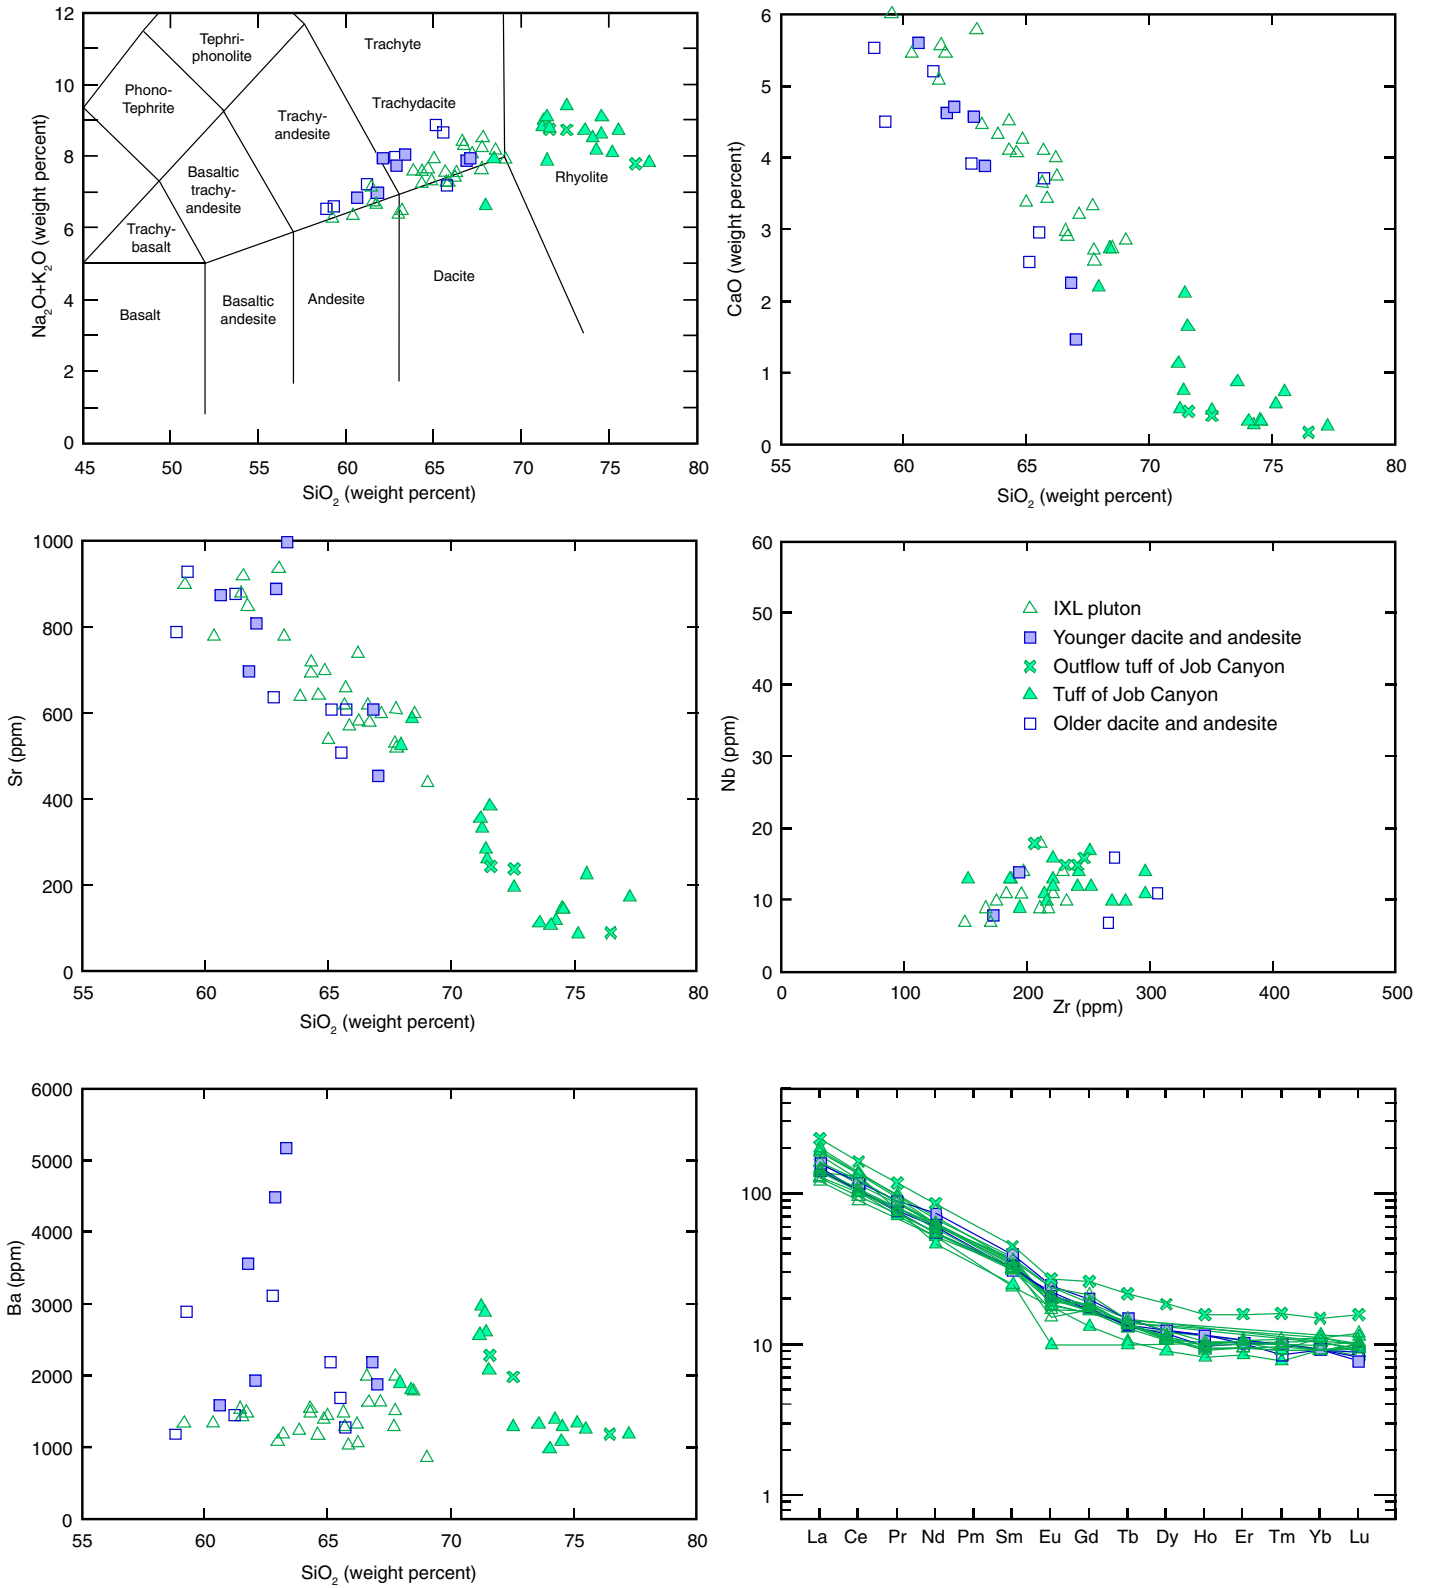 12
10
8
6
4
2
0
Na2O+K2O (weight percent)
Tephri-
phonolite
Trachyte
Phono-
Tephrite
Trachydacite
Trachy-
andesite
Basaltic
trachy-
andesite
Rhyolite
Trachy-
basalt
Dacite
Basalt
Basaltic
andesite
Andesite
45 50 55 60 65 70 75 80
SiO2 (weight percent)
6
5
4
3
2
1
0
CaO (weight percent)
55 60 65 70 75 80
SiO2 (weight percent)
1000
800
600
400
200
0
Sr (ppm)
55 60 65 70 75 80
SiO2 (weight percent)
60
50
40
30
20
10
0
Nb (ppm)
IXL pluton
Younger dacite and andesite
Outflow tuff of Job Canyon
Tuff of Job Canyon
Older dacite and andesite
0 100 200 300 400 500
Zr (ppm)
6000
5000
4000
3000
2000
1000
0
Ba (ppm)
55 60 65 70 75 80
SiO2 (weight percent)
100
10
1
La Ce Pr Nd Pm Sm Eu Gd Tb Dy Ho Er Tm Yb Lu